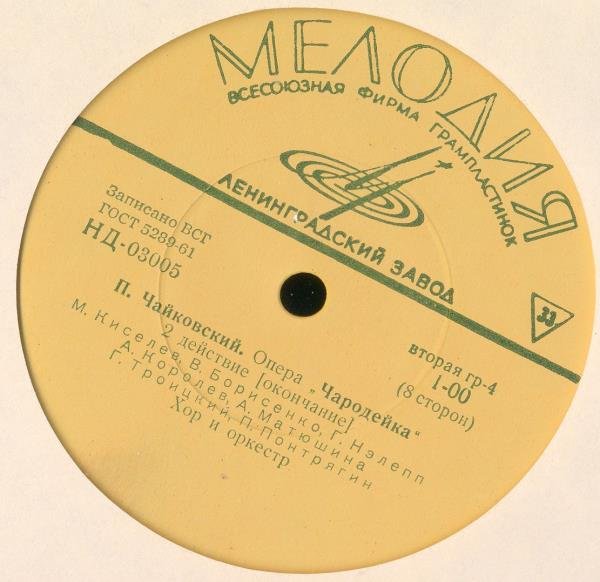 МЕЛОДИЯ
ВСЕСОЮЗНАЯ ФИРМА ГРАМПЛАСТИНОК
ЛЕНИНГРАДСКИЙ ЗАВОД
33
Записано ВСГ
ГОСТ 5289-61
НД-03005
вторая гр-4
1-00
(8 сторон)
П. Чайковский. Опера „Чародейка“
2 действие [окончание]
М. Киселев, В. Борисенко, Г. Нэлепп
А. Королев, А. Матюшина
Г. Троицкий, П. Понтрягин
Хор и оркестр